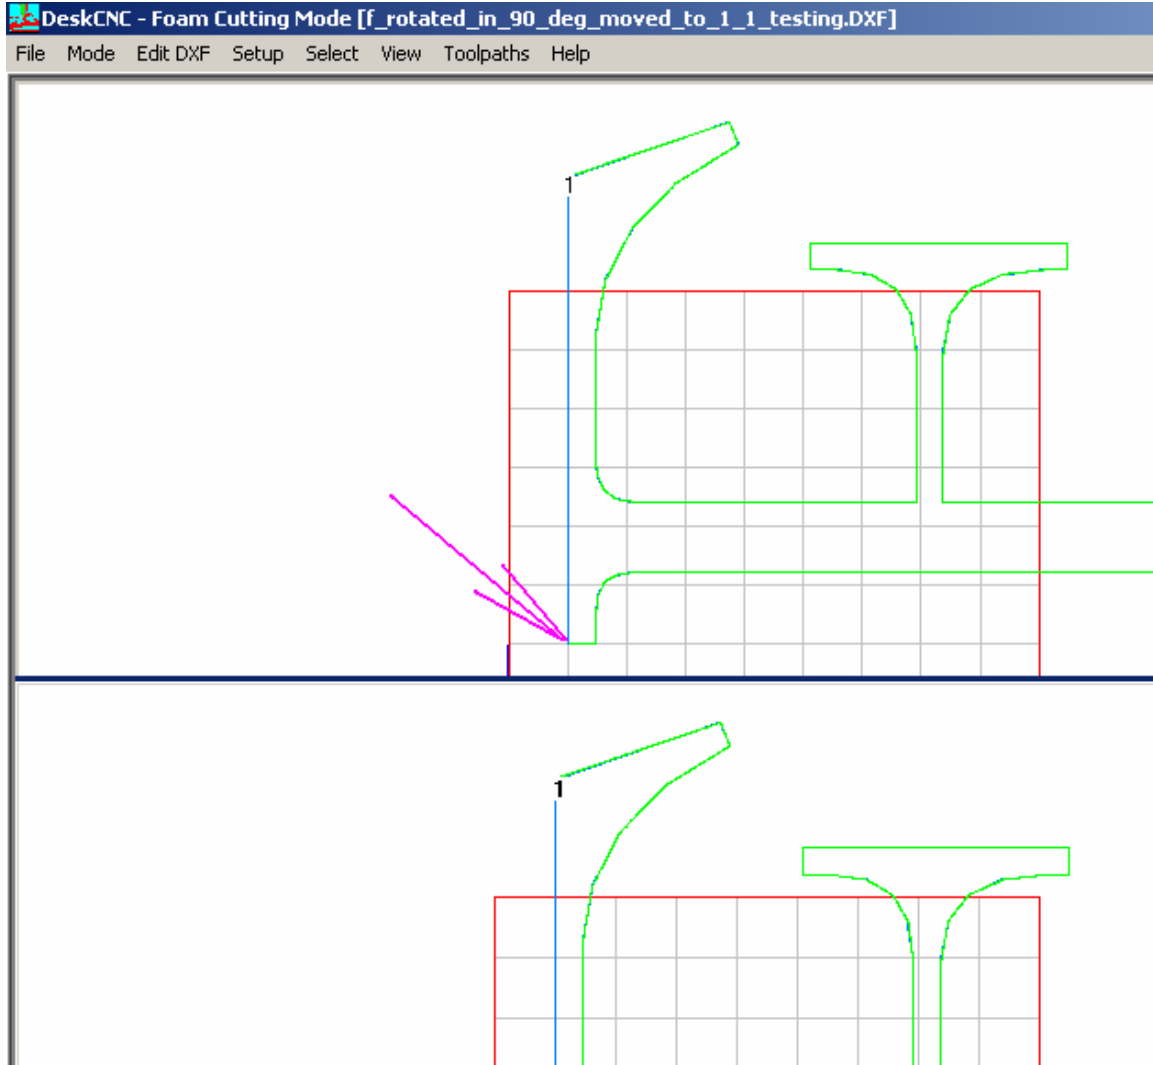 DeskCNC - Foam Cutting Mode [f_rotated_in_90_deg_moved_to_1_1_testing.DXF]
File Mode Edit DXF Setup Select View Toolpaths Help
1
1